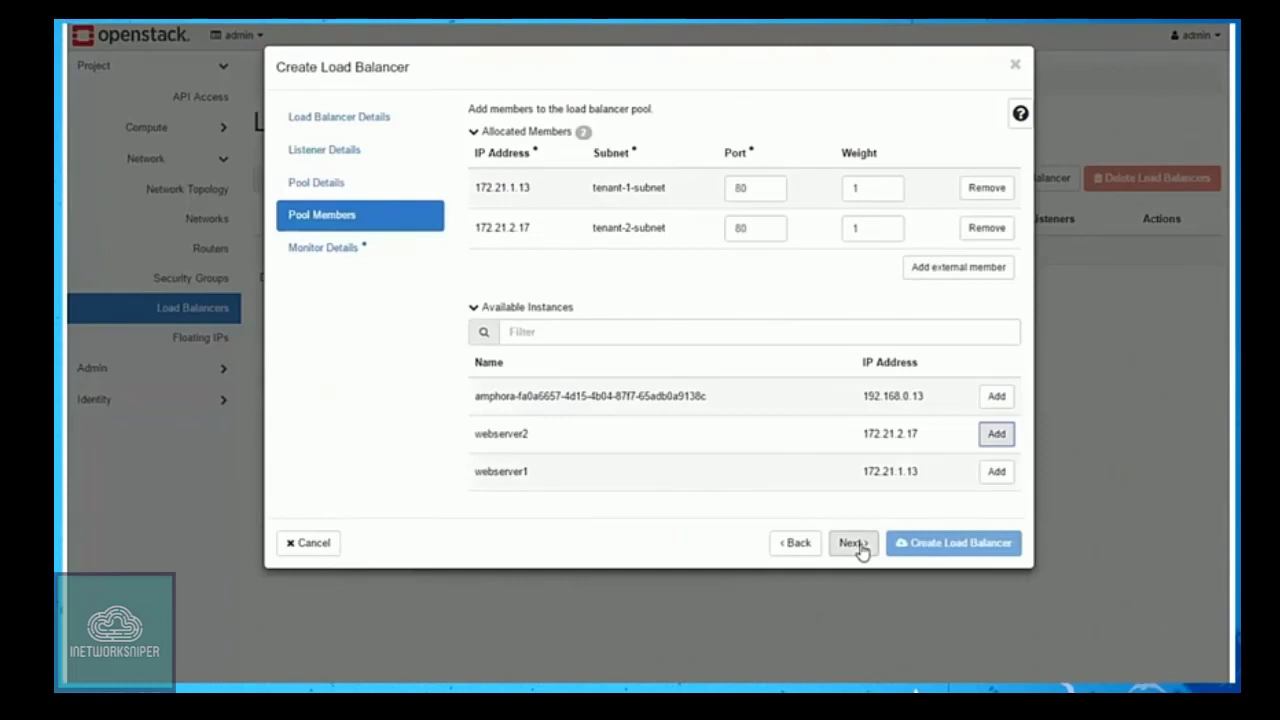 openstack. admin
admin
Project
API Access
Compute
Network
Network Topology
Networks
Routers
Security Groups
Load Balancers
Floating IPs
Admin
Identity
L
alancer
Delete Load Balancers
isteners
Actions
Create Load Balancer
×
Load Balancer Details
Listener Details
Pool Details
Pool Members
Monitor Details *
Add members to the load balancer pool.
?
Allocated Members 2
IP Address * Subnet * Port * Weight
172.21.1.13 tenant-1-subnet 80 1 Remove
172.21.2.17 tenant-2-subnet 80 1 Remove
Add external member
Available Instances
Filter
Name IP Address
amphora-fa0a6657-4d15-4b04-87f7-65adb0a9138c 192.168.0.13 Add
webserver2 172.21.2.17 Add
webserver1 172.21.1.13 Add
× Cancel
‹ Back
Next ›
Create Load Balancer
INETWORKSNIPER